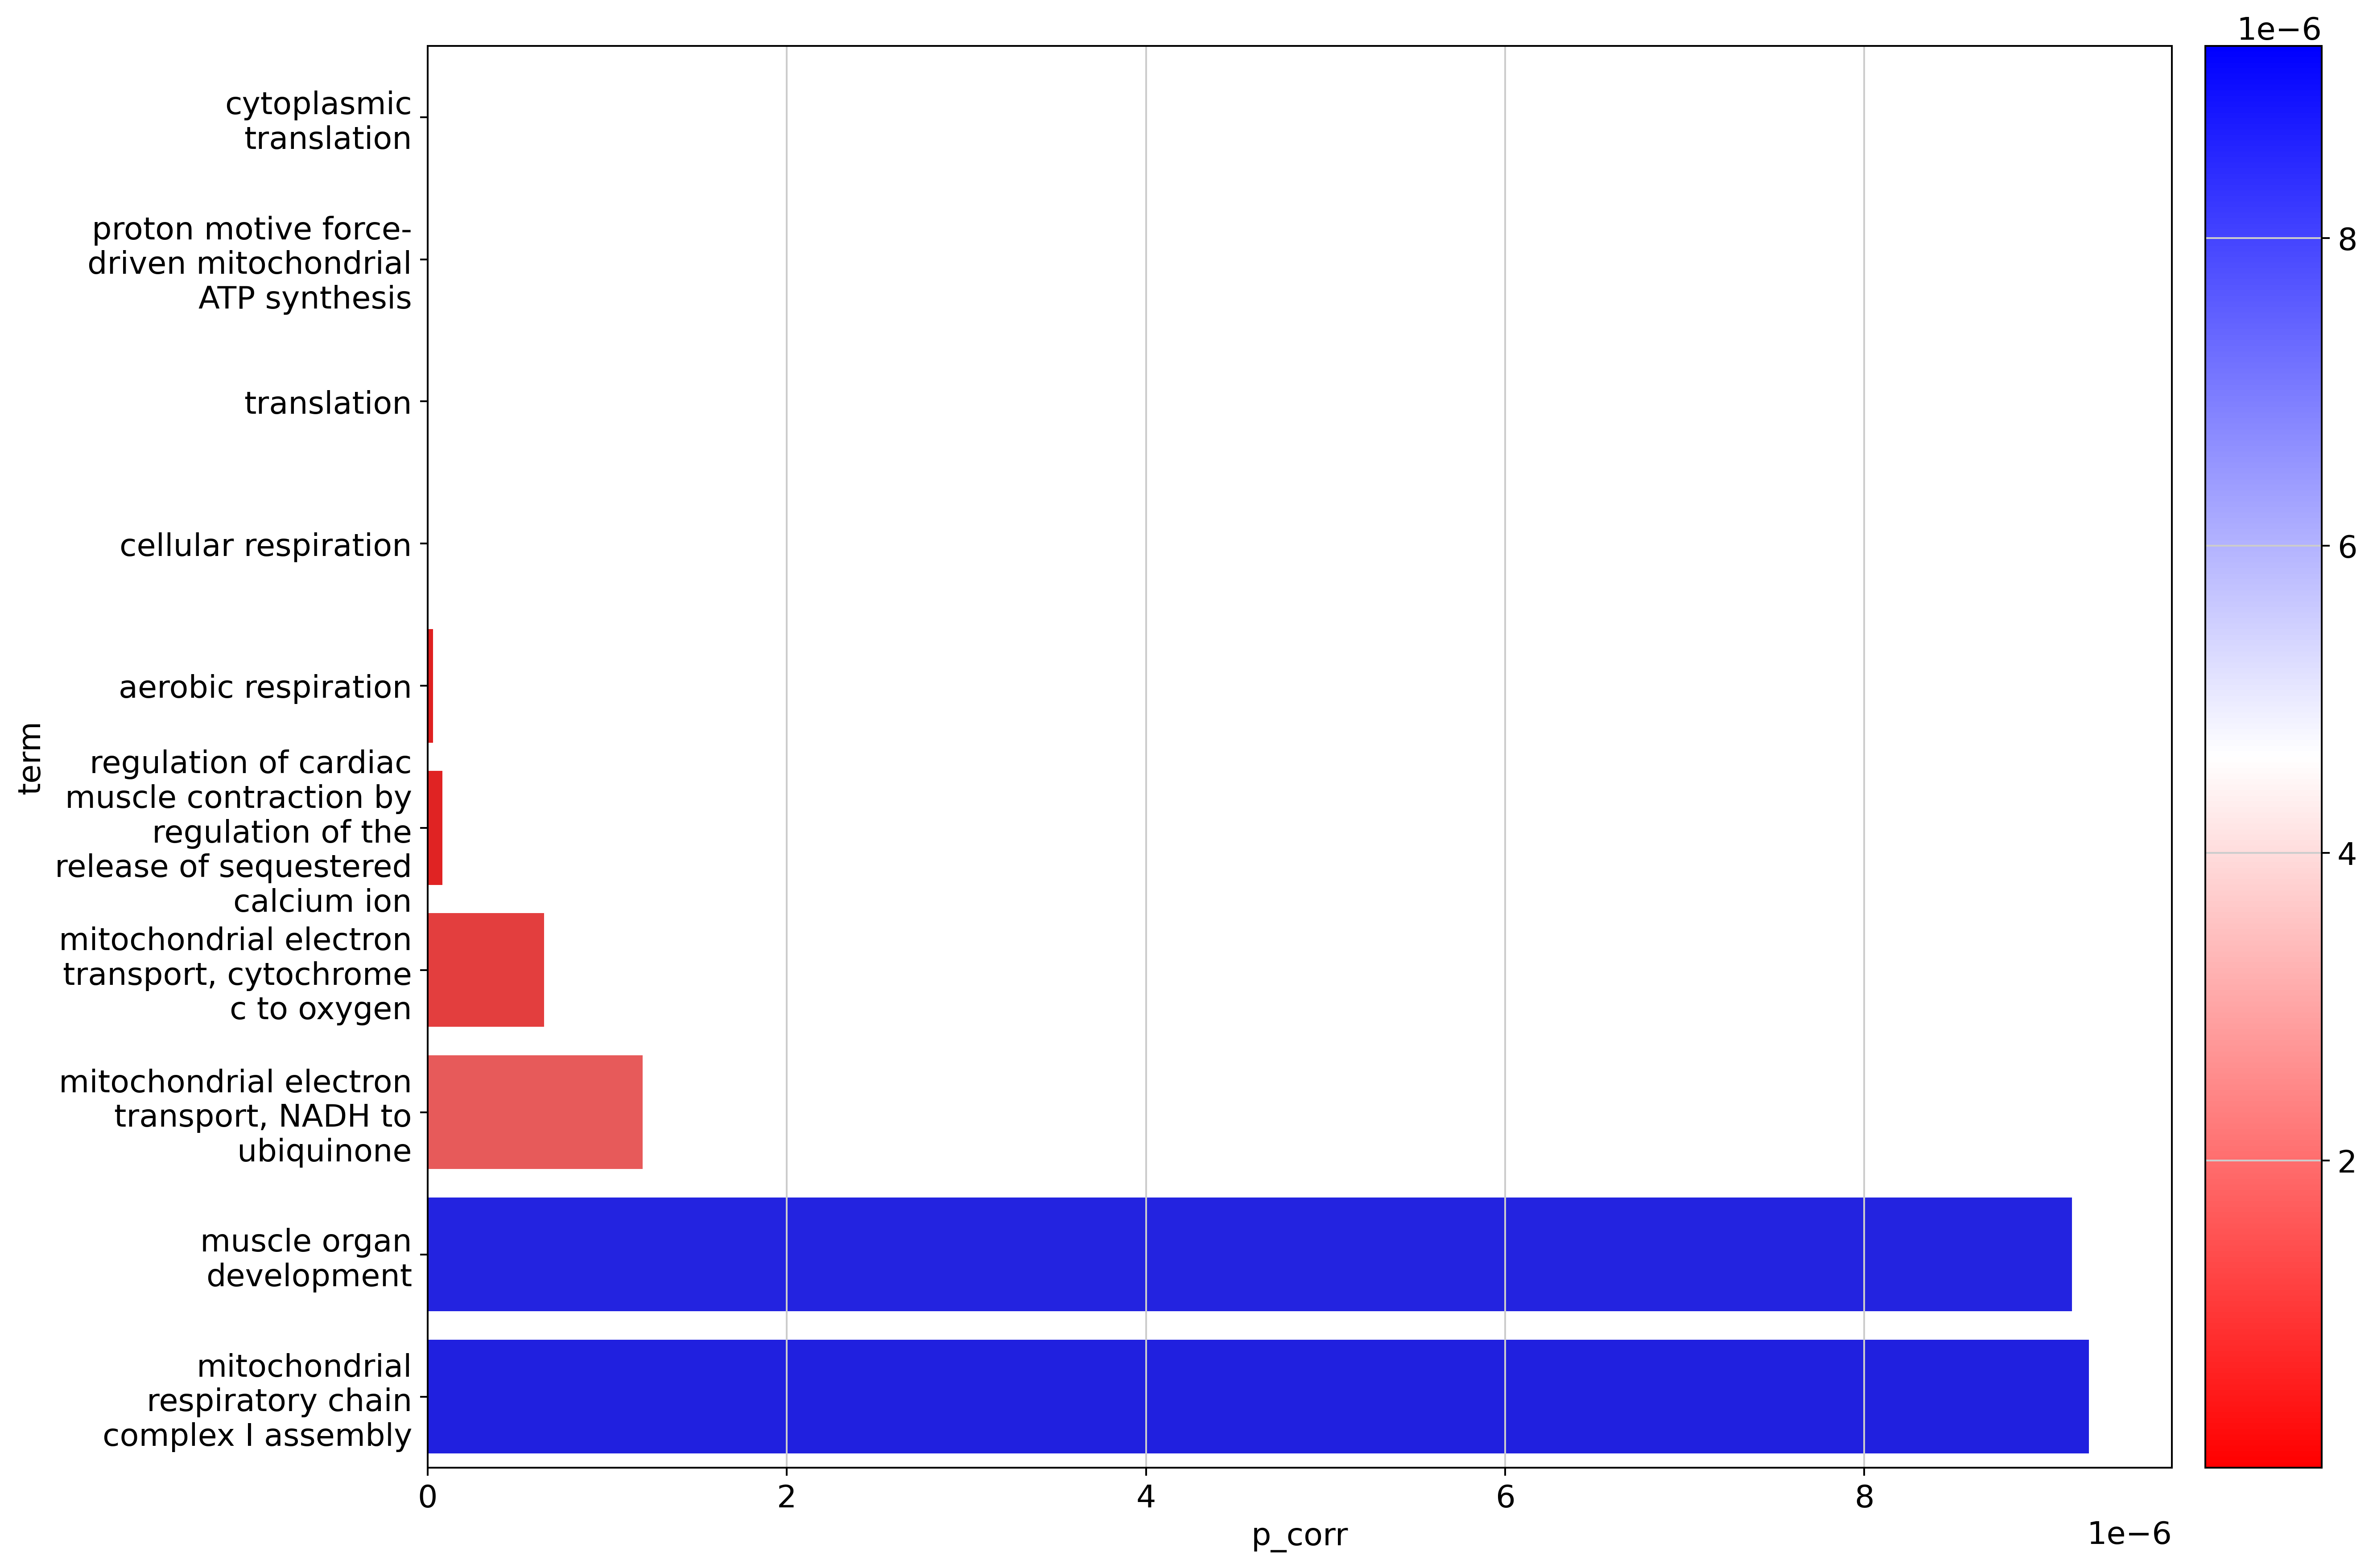 1e−6
cytoplasmic
translation
proton motive force-
driven mitochondrial
ATP synthesis
translation
cellular respiration
aerobic respiration
regulation of cardiac
muscle contraction by
regulation of the
release of sequestered
calcium ion
mitochondrial electron
transport, cytochrome
c to oxygen
mitochondrial electron
transport, NADH to
ubiquinone
muscle organ
development
mitochondrial
respiratory chain
complex I assembly
term
0 2 4 6 8
p_corr
1e−6
8
6
4
2